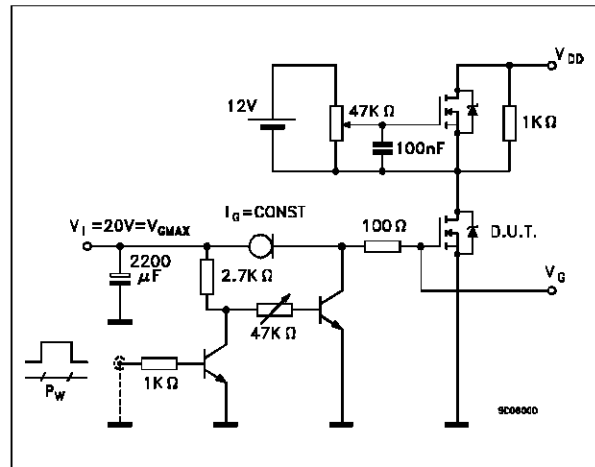 V_DD
12V
47K Ω
1K Ω
100nF
I_G=CONST
V_I =20V=V_GMAX
100 Ω
D.U.T.
2200
μF
2.7K Ω
V_G
47K Ω
1K Ω
P_W
SC06000